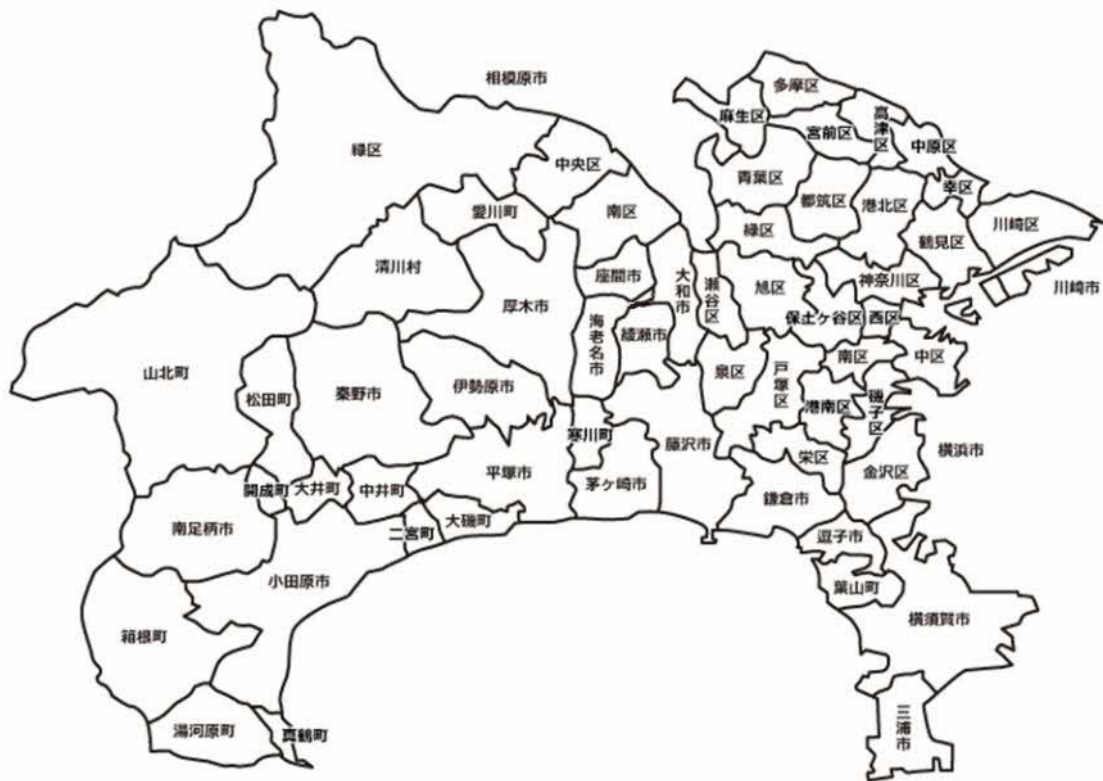 相模原市
多摩区
麻生区
高津区
宮前区
中原区
緑区
中央区
青葉区
幸区
愛川町
南区
都筑区
港北区
川崎区
緑区
鶴見区
清川村
座間市
大和市
瀬谷区
旭区
神奈川区
川崎市
厚木市
海老名市
綾瀬市
保土ヶ谷区
西区
山北町
松田町
秦野市
伊勢原市
泉区
戸塚区
南区
中区
港南区
磯子区
寒川町
藤沢市
横浜市
栄区
金沢区
開成町
大井町
中井町
平塚市
茅ヶ崎市
鎌倉市
南足柄市
二宮町
大磯町
逗子市
小田原市
葉山町
横須賀市
箱根町
湯河原町
真鶴町
三浦市